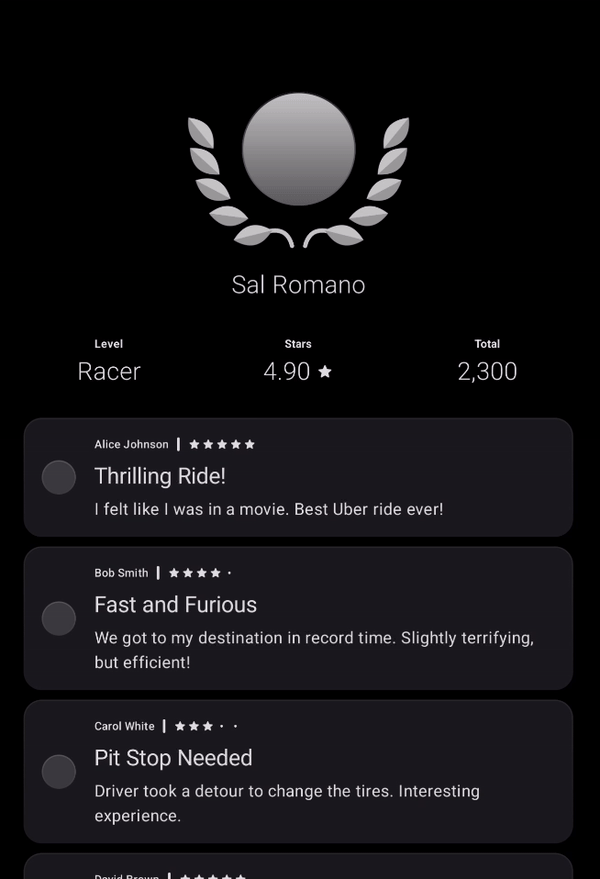 Sal Romano
Level
Stars
Total
Racer
4.90
2,300
Alice Johnson
Thrilling Ride!
I felt like I was in a movie. Best Uber ride ever!
Bob Smith
Fast and Furious
We got to my destination in record time. Slightly terrifying,
but efficient!
Carol White
Pit Stop Needed
Driver took a detour to change the tires. Interesting
experience.
David Brown